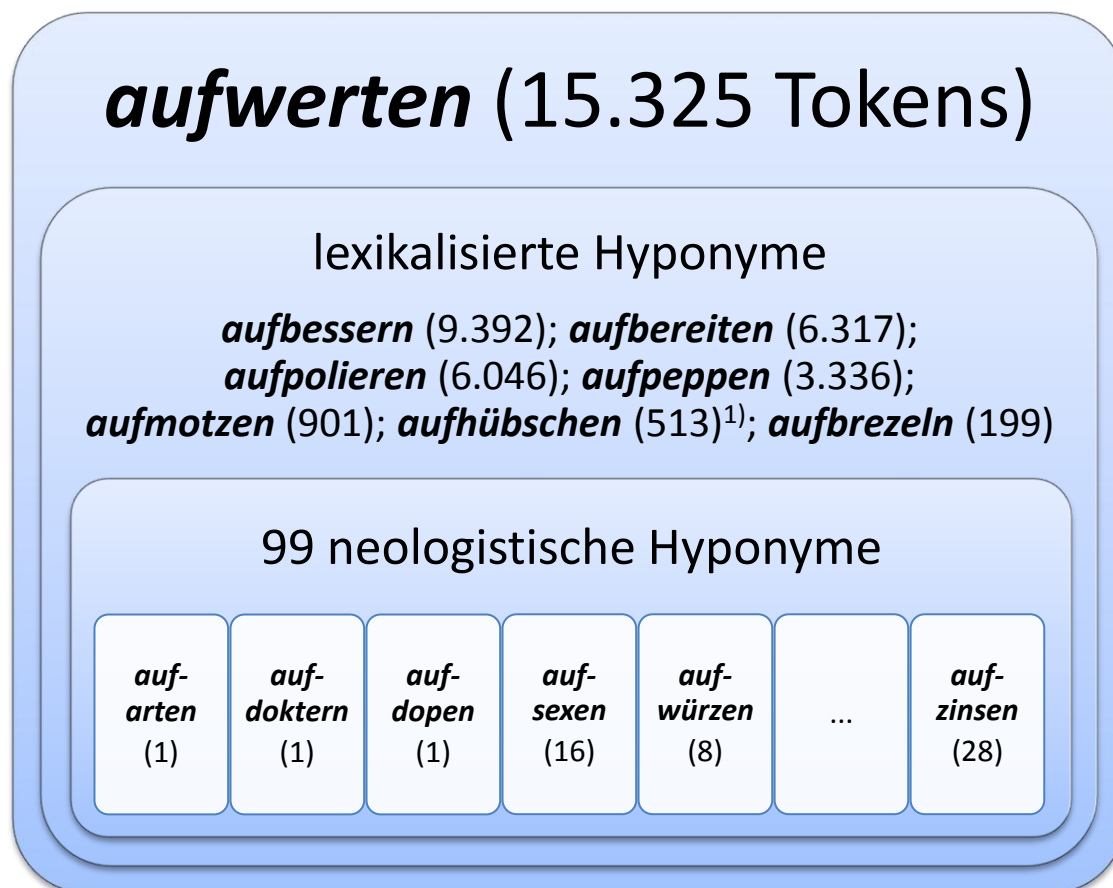 aufwerten (15.325 Tokens)
lexikalisierte Hyponyme
aufbessern (9.392); aufbereiten (6.317);
aufpolieren (6.046); aufpeppen (3.336);
aufmotzen (901); aufhübschen (513)1); aufbrezeln (199)
99 neologistische Hyponyme
auf-
arten
(1)
auf-
doktern
(1)
auf-
dopen
(1)
auf-
sexen
(16)
auf-
würzen
(8)
...
auf-
zinsen
(28)